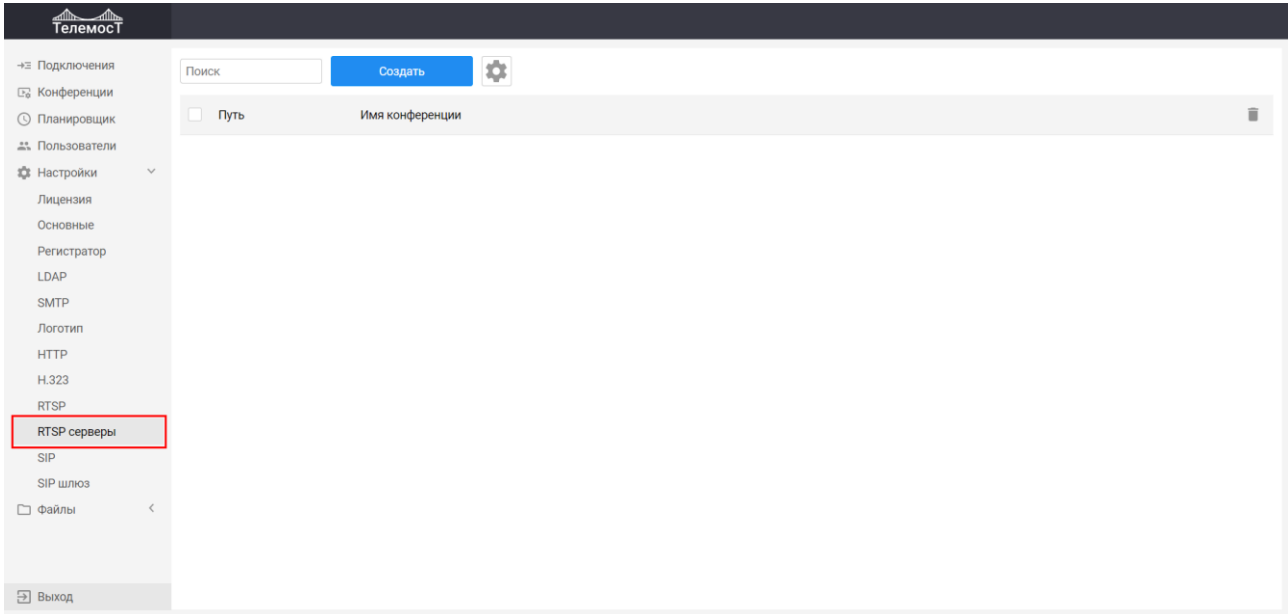 ТелемосТ
Подключения
Конференции
Планировщик
Пользователи
Настройки
Лицензия
Основные
Регистратор
LDAP
SMTP
Логотип
HTTP
H.323
RTSP
RTSP серверы
SIP
SIP шлюз
Файлы
Выход
Поиск
Создать
Путь Имя конференции